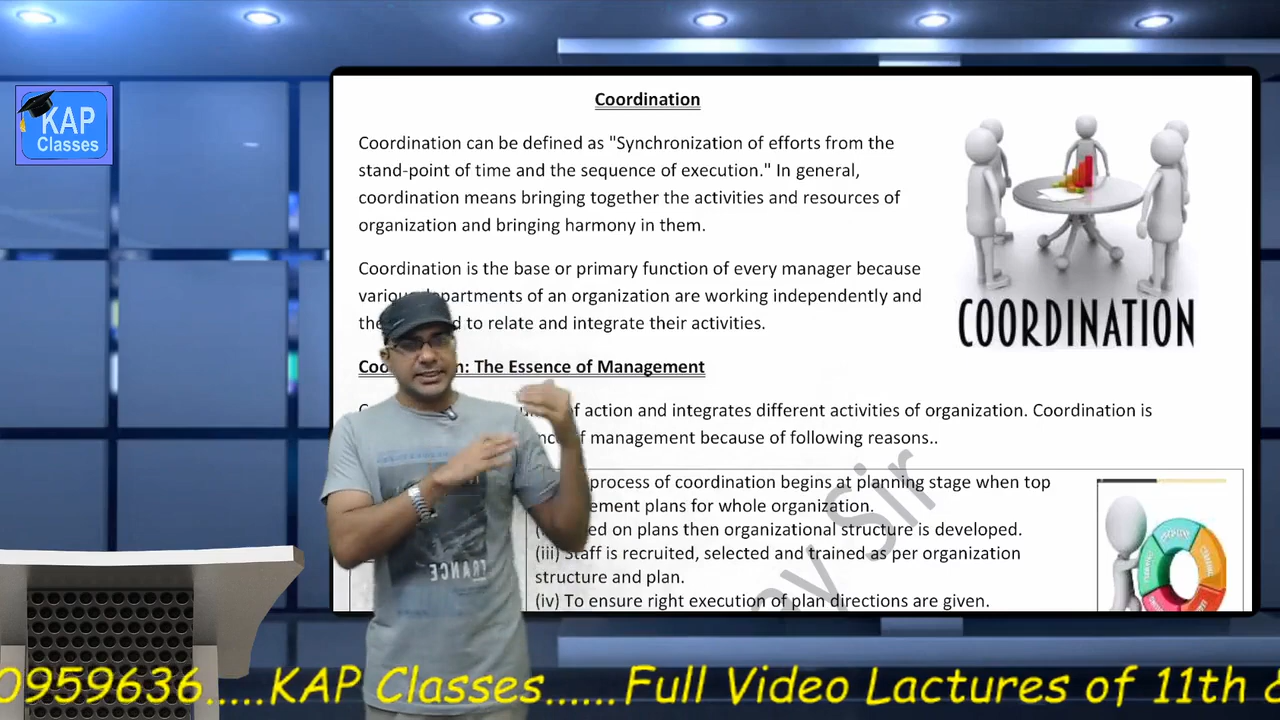 KAP
Classes
Coordination
Coordination can be defined as "Synchronization of efforts from the
stand-point of time and the sequence of execution." In general,
coordination means bringing together the activities and resources of
organization and bringing harmony in them.
Coordination is the base or primary function of every manager because
departments of an organization are working independently and
to relate and integrate their activities.
COORDINATION
The Essence of Management
of action and integrates different activities of organization. Coordination is
of management because of following reasons..
process of coordination begins at planning stage when top
plans for whole organization.
on plans then organizational structure is developed.
(iii) Staff is recruited, selected and trained as per organization
structure and plan.
(iv) To ensure right execution of plan directions are given.
Sir
FRANCE
0959636.....KAP Classes......Full Video Lactures of 11th &